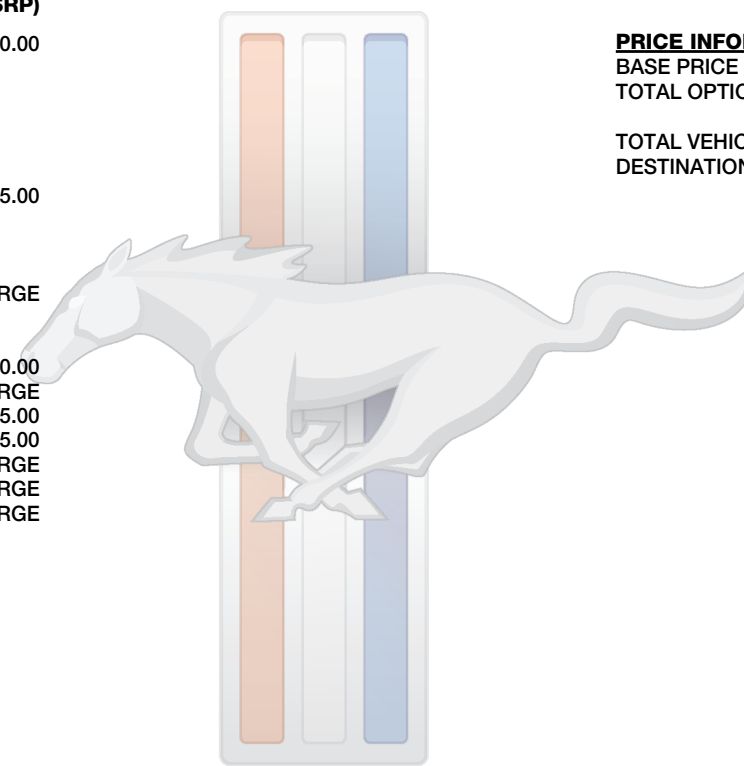 SRP)
0.00
5.00
RGE
0.00
RGE
5.00
5.00
RGE
RGE
RGE
PRICE INFO
BASE PRICE
TOTAL OPTIO
TOTAL VEHIC
DESTINATION